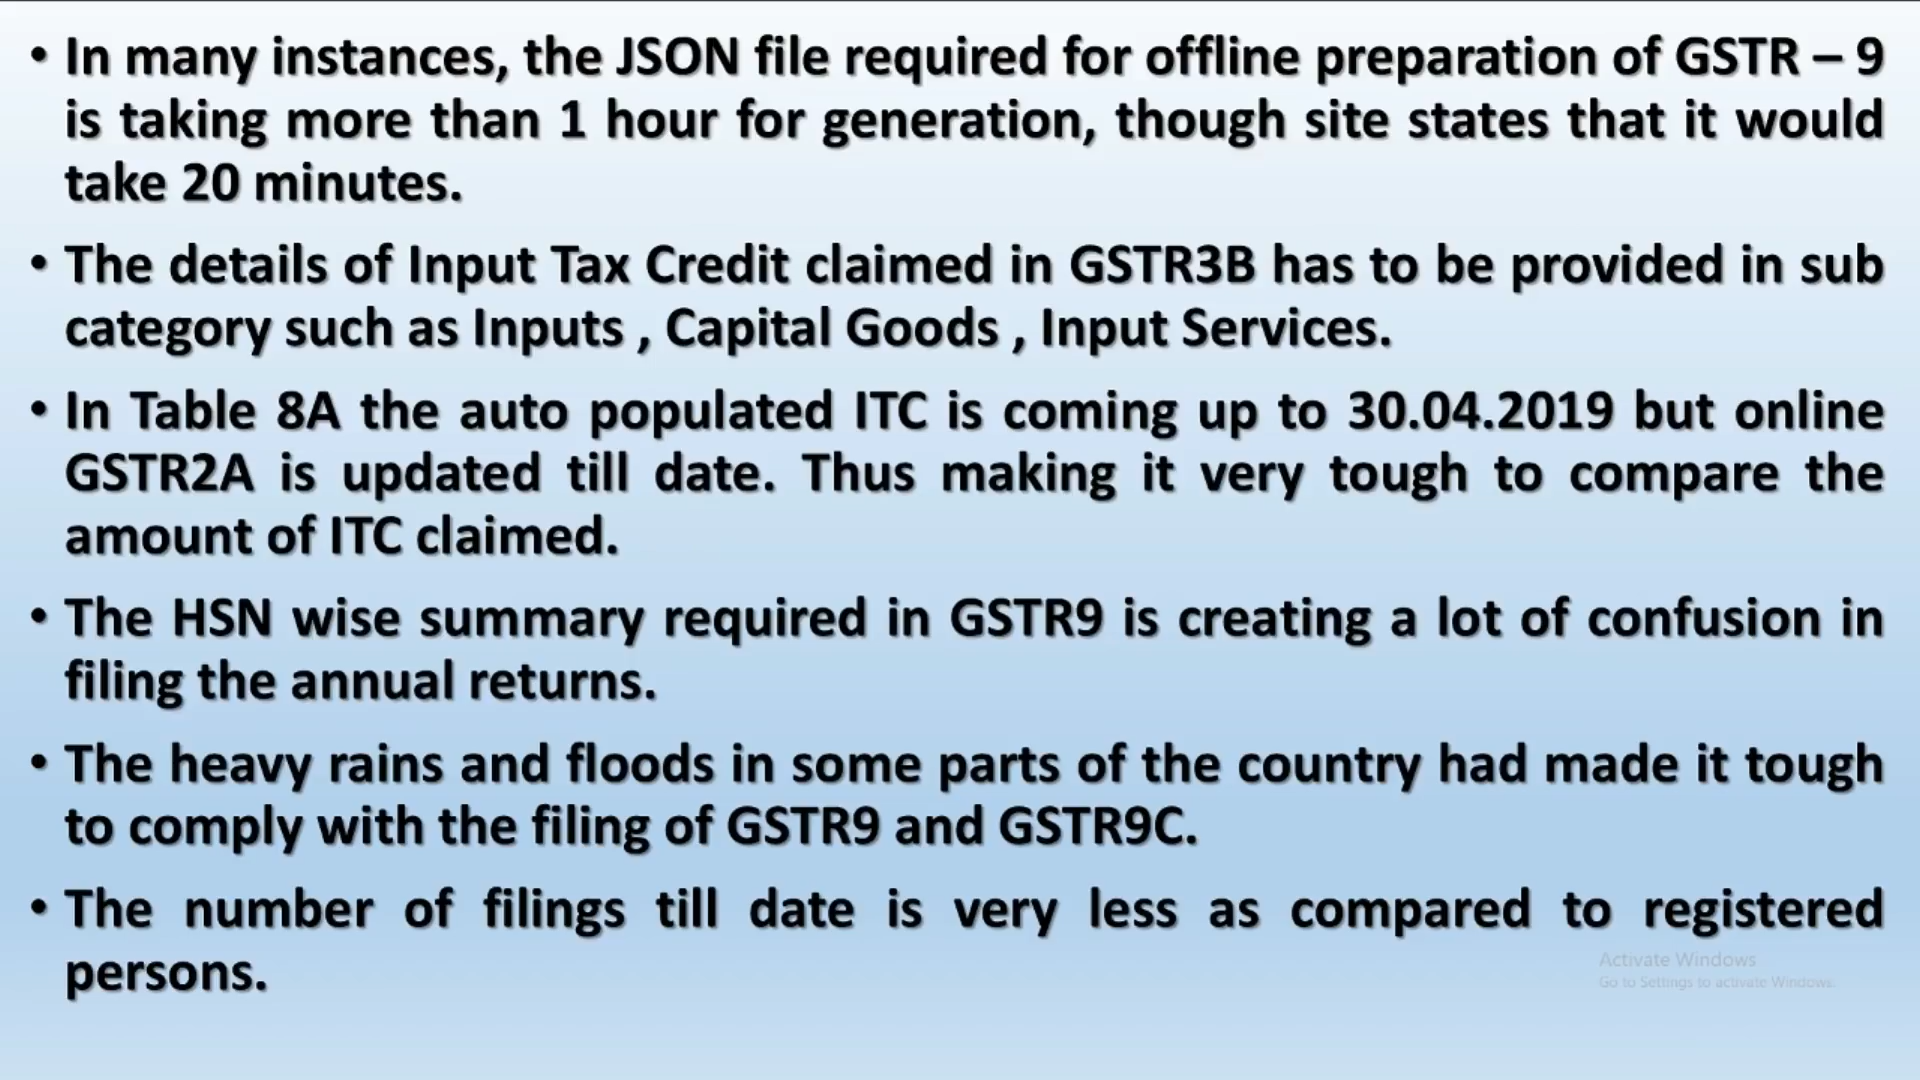 • In many instances, the JSON file required for offline preparation of GSTR – 9
is taking more than 1 hour for generation, though site states that it would
take 20 minutes.
• The details of Input Tax Credit claimed in GSTR3B has to be provided in sub
category such as Inputs , Capital Goods , Input Services.
• In Table 8A the auto populated ITC is coming up to 30.04.2019 but online
GSTR2A is updated till date. Thus making it very tough to compare the
amount of ITC claimed.
• The HSN wise summary required in GSTR9 is creating a lot of confusion in
filing the annual returns.
• The heavy rains and floods in some parts of the country had made it tough
to comply with the filing of GSTR9 and GSTR9C.
• The number of filings till date is very less as compared to registered
persons.
Activate Windows
Go to Settings to activate Windows.